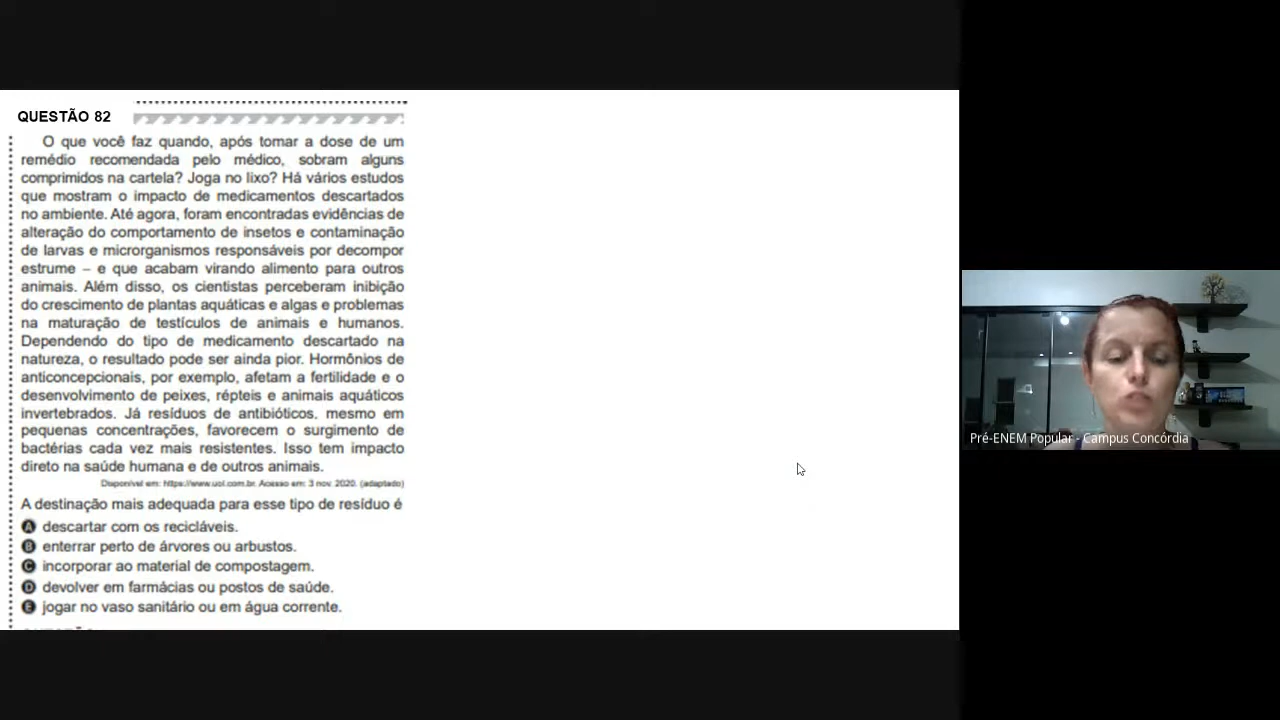 QUESTÃO 82
O que você faz quando, após tomar a dose de um
remédio recomendada pelo médico, sobram alguns
comprimidos na cartela? Joga no lixo? Há vários estudos
que mostram o impacto de medicamentos descartados
no ambiente. Até agora, foram encontradas evidências de
alteração do comportamento de insetos e contaminação
de larvas e microrganismos responsáveis por decompor
estrume – e que acabam virando alimento para outros
animais. Além disso, os cientistas perceberam inibição
do crescimento de plantas aquáticas e algas e problemas
na maturação de testículos de animais e humanos.
Dependendo do tipo de medicamento descartado na
natureza, o resultado pode ser ainda pior. Hormônios de
anticoncepcionais, por exemplo, afetam a fertilidade e o
desenvolvimento de peixes, répteis e animais aquáticos
invertebrados. Já resíduos de antibióticos, mesmo em
pequenas concentrações, favorecem o surgimento de
bactérias cada vez mais resistentes. Isso tem impacto
direto na saúde humana e de outros animais.
Disponível em: https://www.uol.com.br. Acesso em: 3 nov. 2020. (adaptado)
A destinação mais adequada para esse tipo de resíduo é
A descartar com os recicláveis.
B enterrar perto de árvores ou arbustos.
C incorporar ao material de compostagem.
D devolver em farmácias ou postos de saúde.
E jogar no vaso sanitário ou em água corrente.
Pré-ENEM Popular - Campus Concórdia